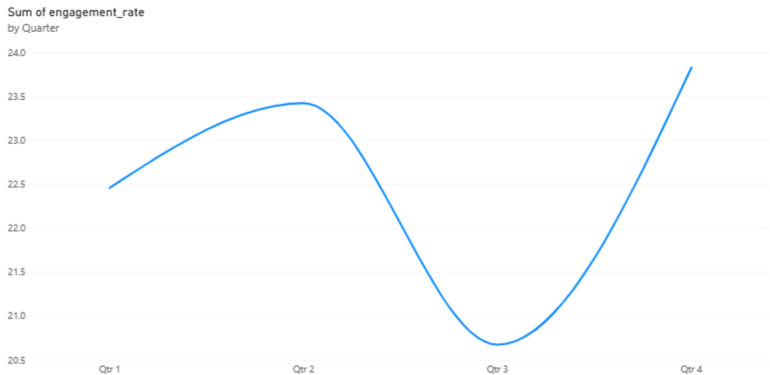 Sum of engagement_rate
by Quarter
24.0
23.5
23.0
22.5
22.0
21.5
21.0
20.5
Qtr 1 Qtr 2 Qtr 3 Qtr 4